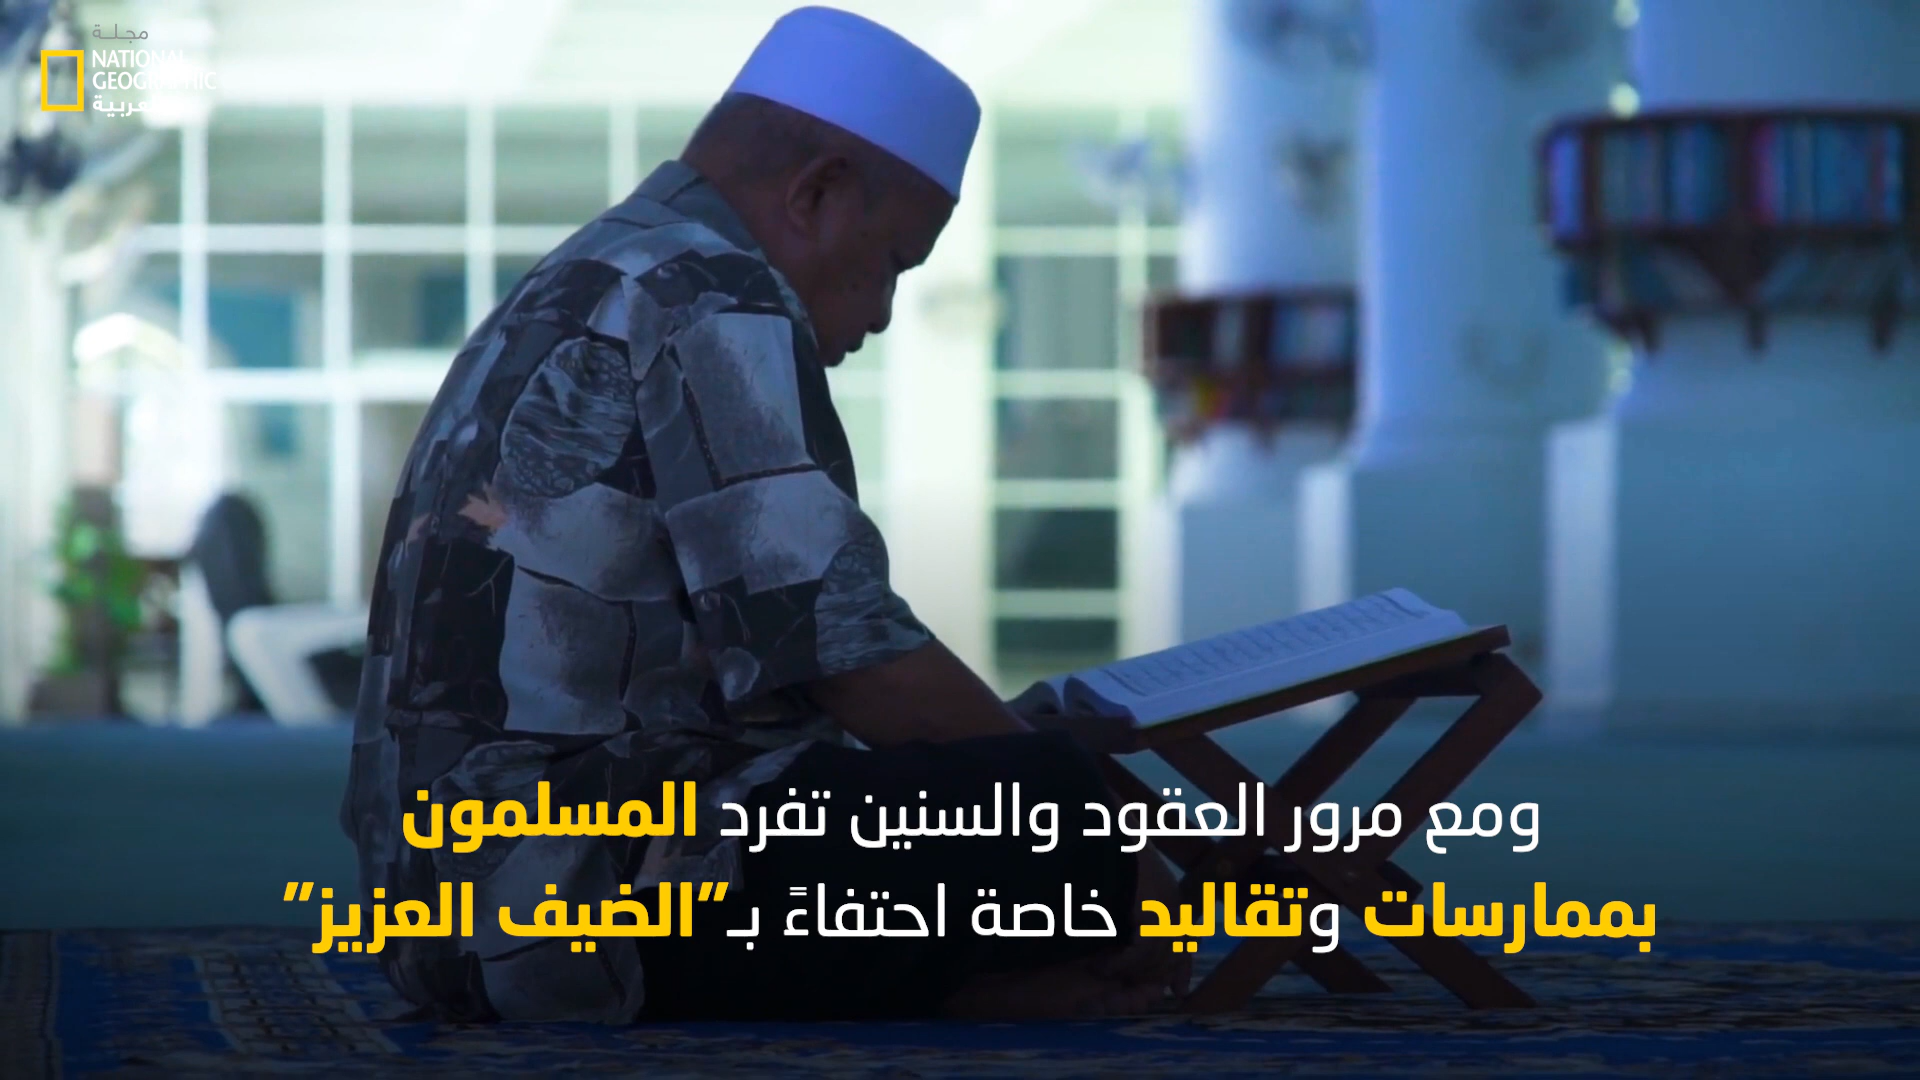 مجلة
NATIONAL
GEOGRAPHIC
العربية
ومع مرور العقود والسنين تفرد المسلمون
بممارسات وتقاليد خاصة احتفاءً بـ"الضيف العزيز"